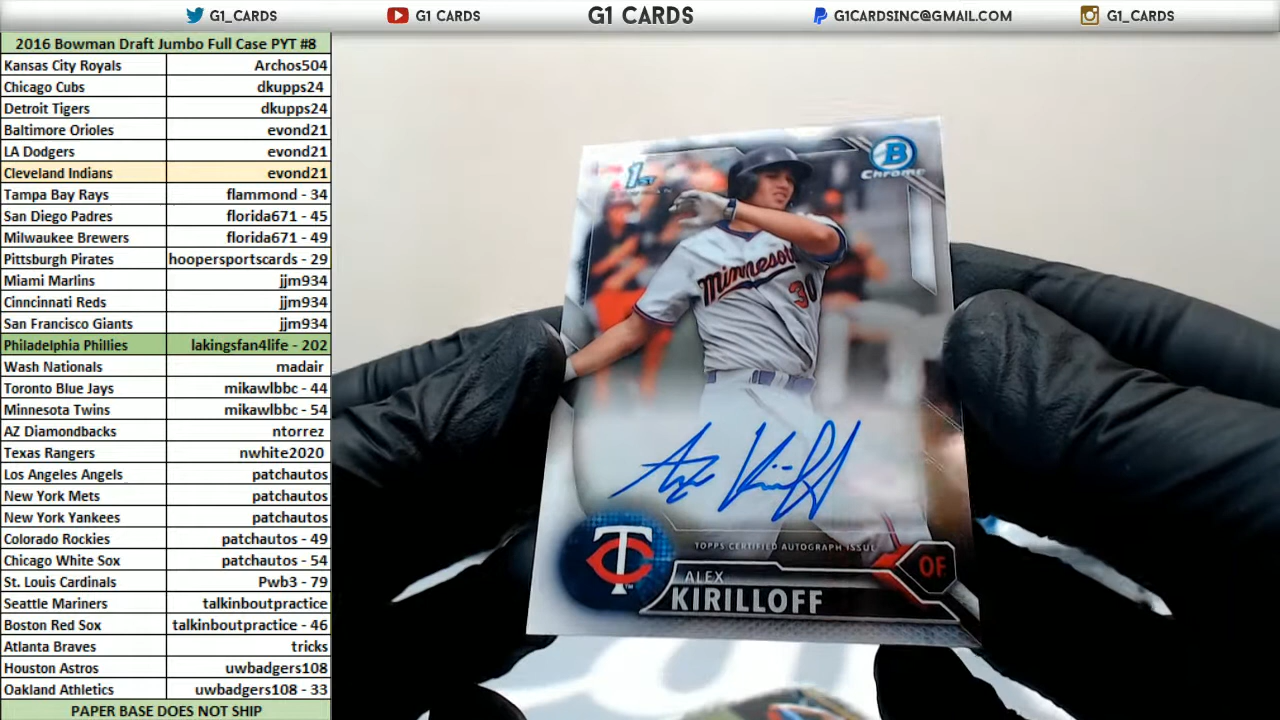 G1_CARDS G1 CARDS G1 CARDS G1CARDSINC@GMAIL.COM G1_CARDS
2016 Bowman Draft Jumbo Full Case PYT #8
Kansas City Royals Archos504
Chicago Cubs dkupps24
Detroit Tigers dkupps24
Baltimore Orioles evond21
LA Dodgers evond21
Cleveland Indians evond21
Tampa Bay Rays flammond - 34
San Diego Padres florida671 - 45
Milwaukee Brewers florida671 - 49
Pittsburgh Pirates hoopersportscards - 29
Miami Marlins jjm934
Cinncinnati Reds jjm934
San Francisco Giants jjm934
Philadelphia Phillies lakingsfan4life - 202
Wash Nationals madair
Toronto Blue Jays mikawlbbc - 44
Minnesota Twins mikawlbbc - 54
AZ Diamondbacks ntorrez
Texas Rangers nwhite2020
Los Angeles Angels patchautos
New York Mets patchautos
New York Yankees patchautos
Colorado Rockies patchautos - 49
Chicago White Sox patchautos - 54
St. Louis Cardinals Pwb3 - 79
Seattle Mariners talkinboutpractice
Boston Red Sox talkinboutpractice - 46
Atlanta Braves tricks
Houston Astros uwbadgers108
Oakland Athletics uwbadgers108 - 33
PAPER BASE DOES NOT SHIP
1ST
B
Chrome
Minnesota
30
Alex Kirilloff
TOPPS CERTIFIED AUTOGRAPH ISSUE
TC
OF
ALEX
KIRILLOFF